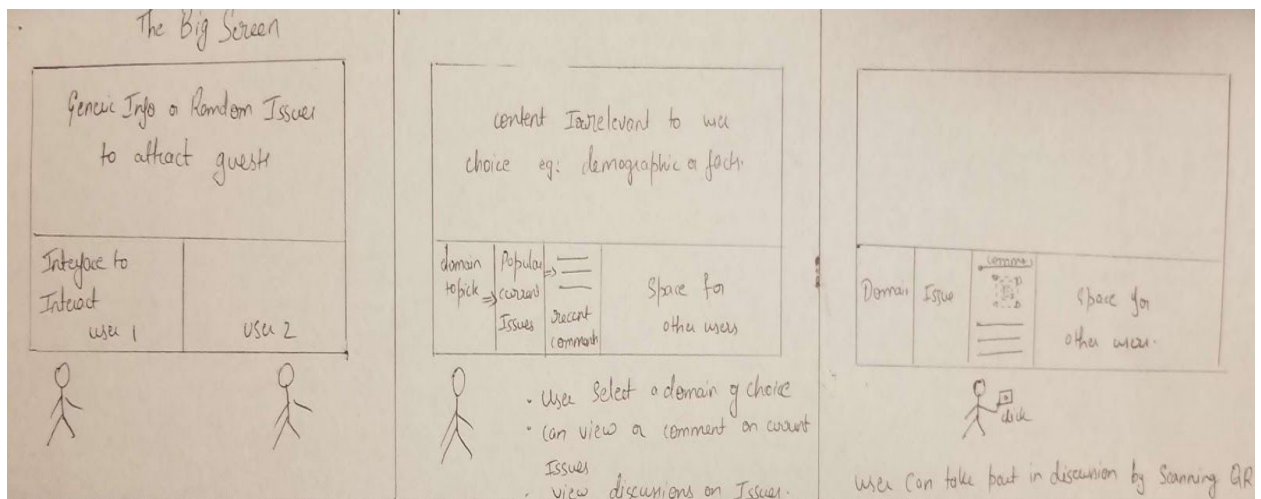 The Big Screen
Generic Info or Random Issues
to attract guests
Interface to
Interact
user 1
user 2
content Irrelevant to user
choice eg: demographic or facts.
domain
to pick
Popular
current
Issues
recent
comments
Space for
other users
• User Select a domain of choice
• can view or comment on current
Issues
• view discussions on Issues.
Domain
Issue
Space for
other users.
click
user can take part in discussion by Scanning QR